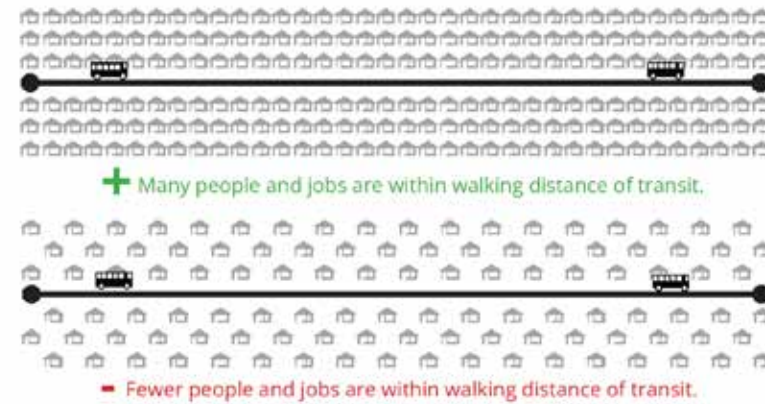 + Many people and jobs are within walking distance of transit.
- Fewer people and jobs are within walking distance of transit.